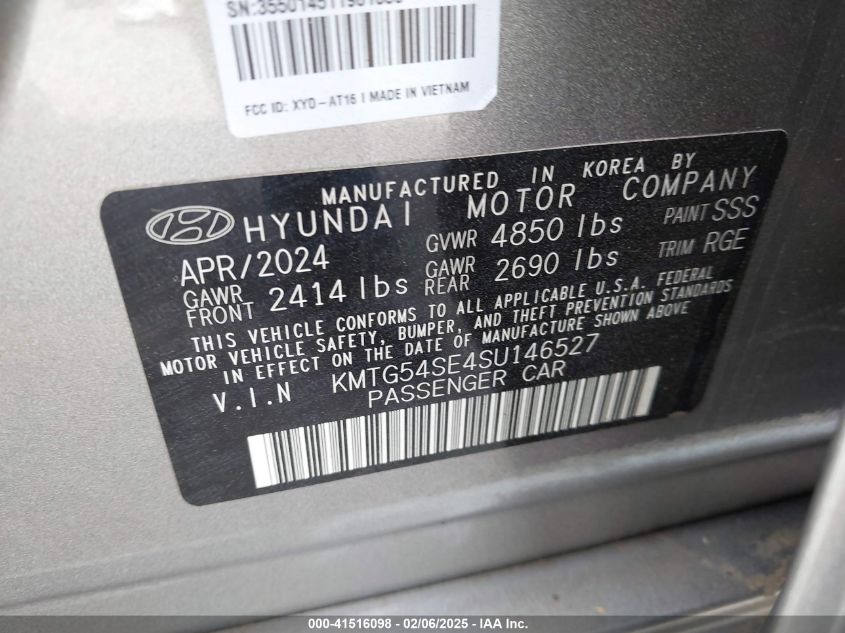 FCC ID: XYO-AT16 I MADE IN VIETNAM
MANUFACTURED IN KOREA BY
HYUNDAI MOTOR COMPANY
APR/2024 GVWR 4850 lbs PAINT SSS
GAWR FRONT 2414 lbs GAWR REAR 2690 lbs TRIM RGE
THIS VEHICLE CONFORMS TO ALL APPLICABLE U.S.A. FEDERAL
MOTOR VEHICLE SAFETY, BUMPER, AND THEFT PREVENTION STANDARDS
IN EFFECT ON THE DATE OF MANUFACTURE SHOWN ABOVE
V.I.N KMTG54SE4SU146527
PASSENGER CAR
000-41516098 - 02/06/2025 - IAA Inc.